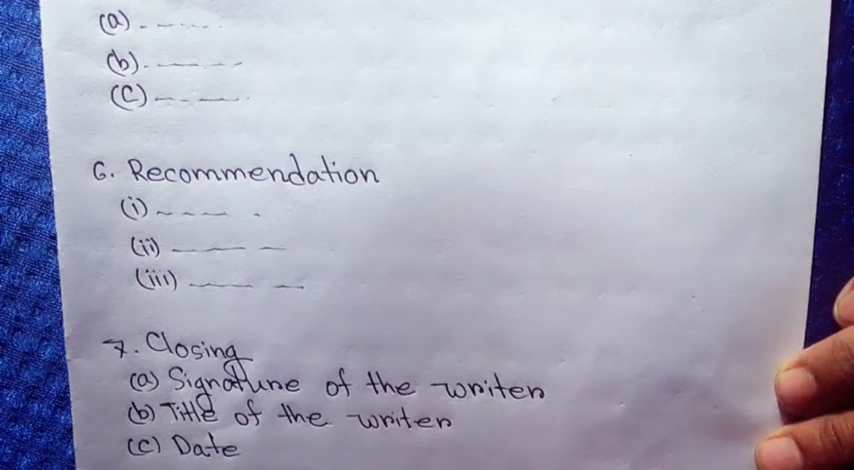 (a) - - - - -
(b) - - - -
(c) - - - -
6. Recommendation
(i) - - - - -
(ii) - - -
(iii) - - -
7. Closing
(a) Signature of the writer
(b) Title of the writer
(c) Date